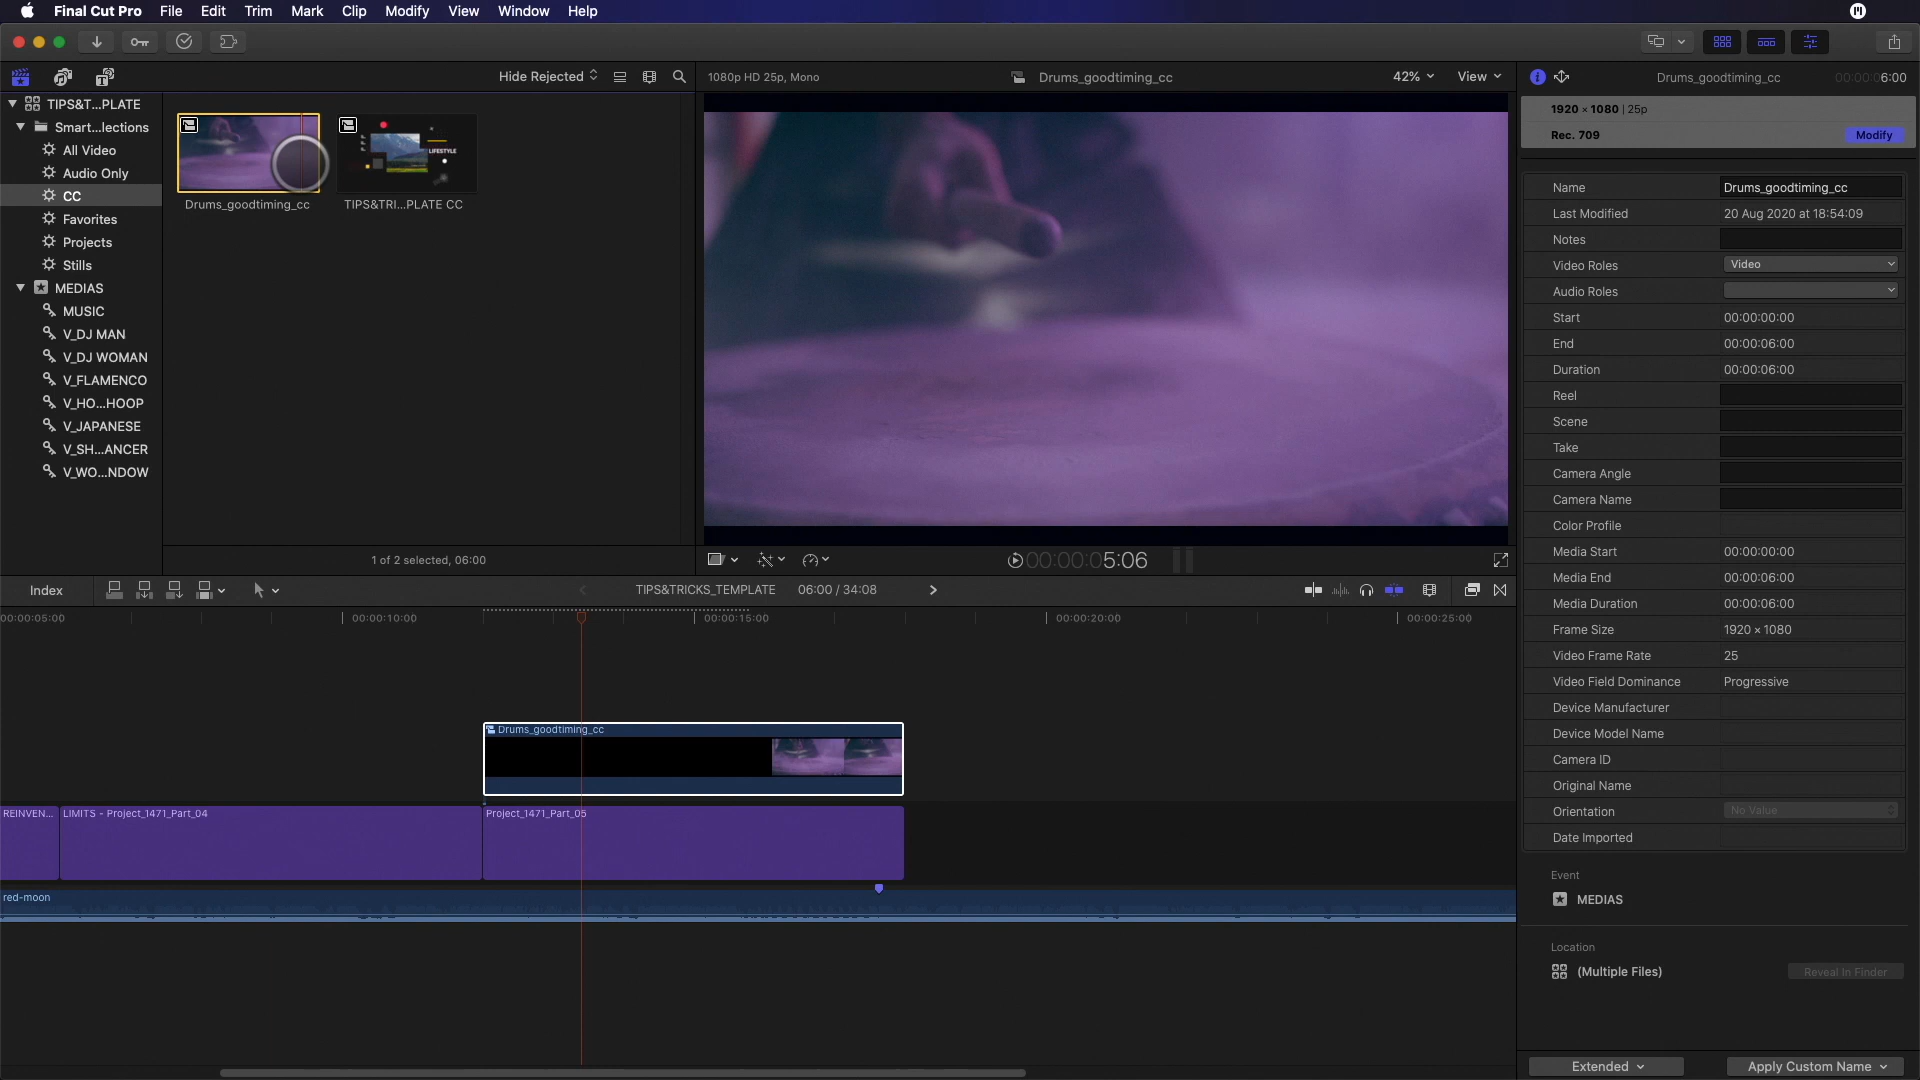 Final Cut Pro File Edit Trim Mark Clip Modify View Window Help
Hide Rejected
1080p HD 25p, Mono
Drums_goodtiming_cc
42%
View
Drums_goodtiming_cc
00:00:06:00
TIPS&T...PLATE
Smart...lections
All Video
Audio Only
CC
Favorites
Projects
Stills
MEDIAS
MUSIC
V_DJ MAN
V_DJ WOMAN
V_FLAMENCO
V_HO...HOOP
V_JAPANESE
V_SH...ANCER
V_WO...NDOW
LIFESTYLE
Drums_goodtiming_cc
TIPS&TRI...PLATE CC
1 of 2 selected, 06:00
00:00:05:06
1920 × 1080 | 25p
Rec. 709
Modify
Name Drums_goodtiming_cc
Last Modified 20 Aug 2020 at 18:54:09
Notes
Video Roles Video
Audio Roles
Start 00:00:00:00
End 00:00:06:00
Duration 00:00:06:00
Reel
Scene
Take
Camera Angle
Camera Name
Color Profile
Media Start 00:00:00:00
Media End 00:00:06:00
Media Duration 00:00:06:00
Frame Size 1920 × 1080
Video Frame Rate 25
Video Field Dominance Progressive
Device Manufacturer
Device Model Name
Camera ID
Original Name
Orientation No Value
Date Imported
Event
MEDIAS
Location
(Multiple Files)
Reveal In Finder
Extended
Apply Custom Name
Index
TIPS&TRICKS_TEMPLATE 06:00 / 34:08
00:00:05:00 00:00:10:00 00:00:15:00 00:00:20:00 00:00:25:00
Drums_goodtiming_cc
REINVEN... LIMITS - Project_1471_Part_04 Project_1471_Part_05
red-moon